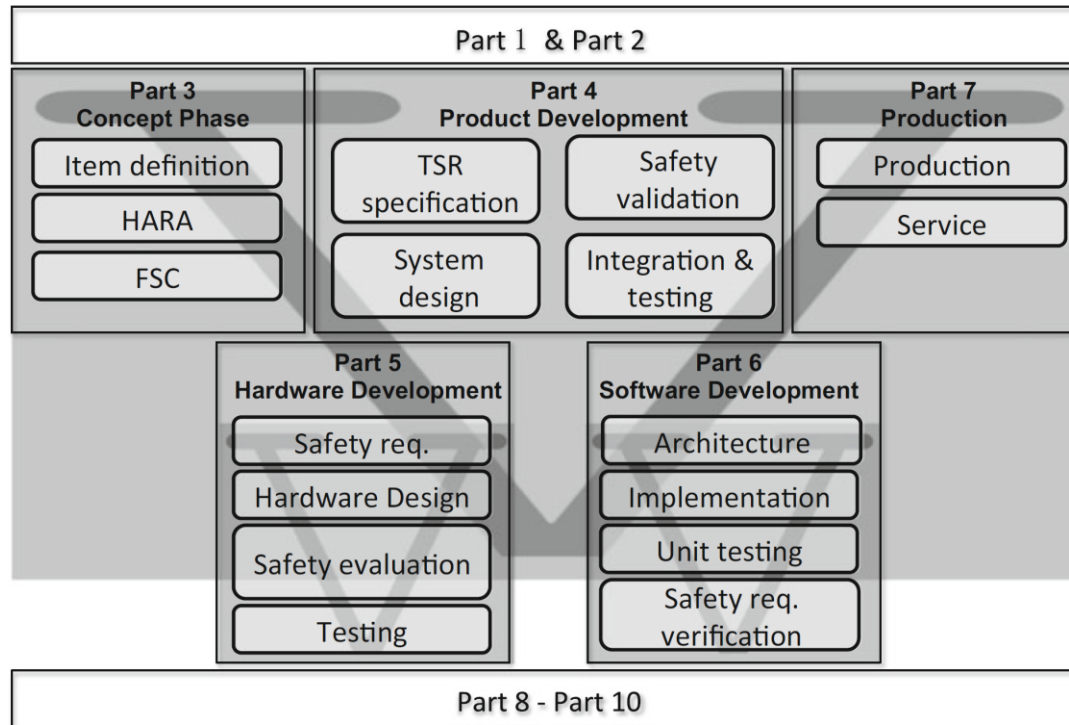 Part 1 & Part 2
Part 3
Concept Phase
Item definition
HARA
FSC
Part 4
Product Development
TSR
specification
Safety
validation
System
design
Integration &
testing
Part 7
Production
Production
Service
Part 5
Hardware Development
Safety req.
Hardware Design
Safety evaluation
Testing
Part 6
Software Development
Architecture
Implementation
Unit testing
Safety req.
verification
Part 8 - Part 10